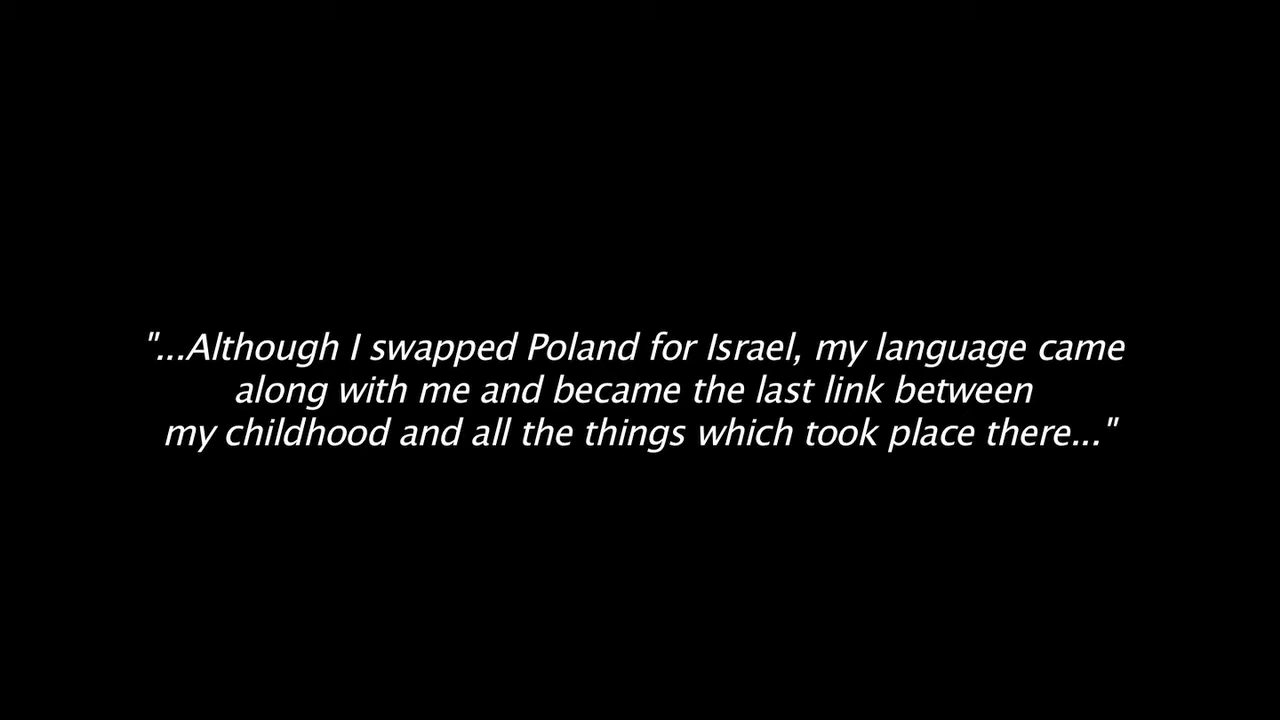 "...Although I swapped Poland for Israel, my language came
along with me and became the last link between
my childhood and all the things which took place there..."